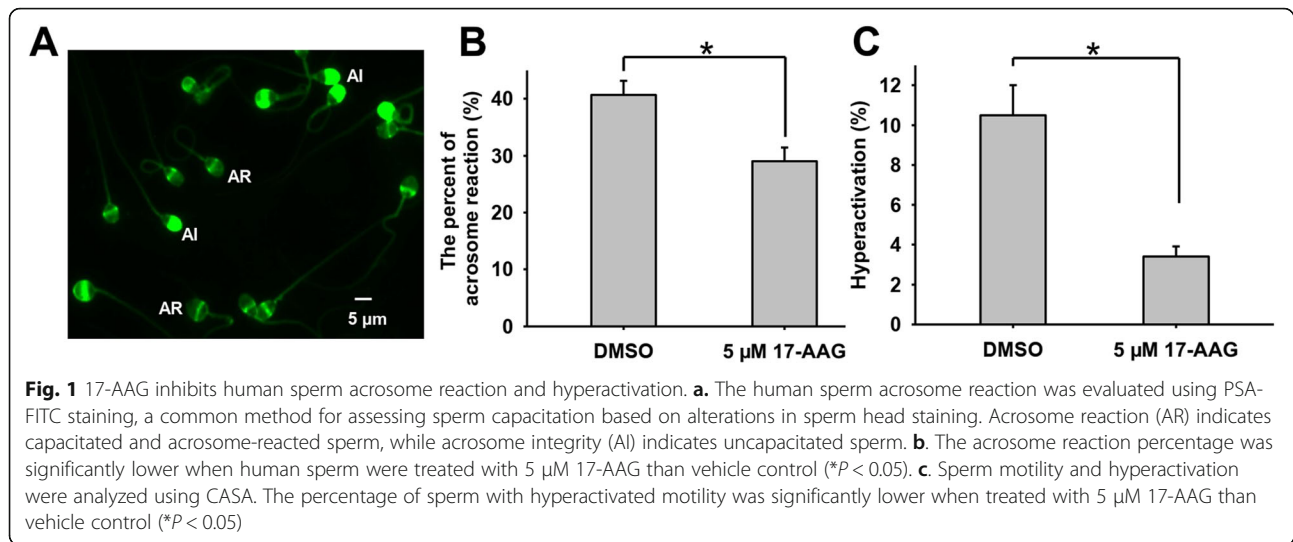 A
AI
AR
AI
AR
5 µm
B
*
The percent of
acrosome reaction (%)
40
30
20
10
0
DMSO
5 µM 17-AAG
C
*
Hyperactivation (%)
12
10
8
6
4
2
0
DMSO
5 µM 17-AAG
Fig. 1 17-AAG inhibits human sperm acrosome reaction and hyperactivation. a. The human sperm acrosome reaction was evaluated using PSA-
FITC staining, a common method for assessing sperm capacitation based on alterations in sperm head staining. Acrosome reaction (AR) indicates
capacitated and acrosome-reacted sperm, while acrosome integrity (AI) indicates uncapacitated sperm. b. The acrosome reaction percentage was
significantly lower when human sperm were treated with 5 µM 17-AAG than vehicle control (*P < 0.05). c. Sperm motility and hyperactivation
were analyzed using CASA. The percentage of sperm with hyperactivated motility was significantly lower when treated with 5 µM 17-AAG than
vehicle control (*P < 0.05)